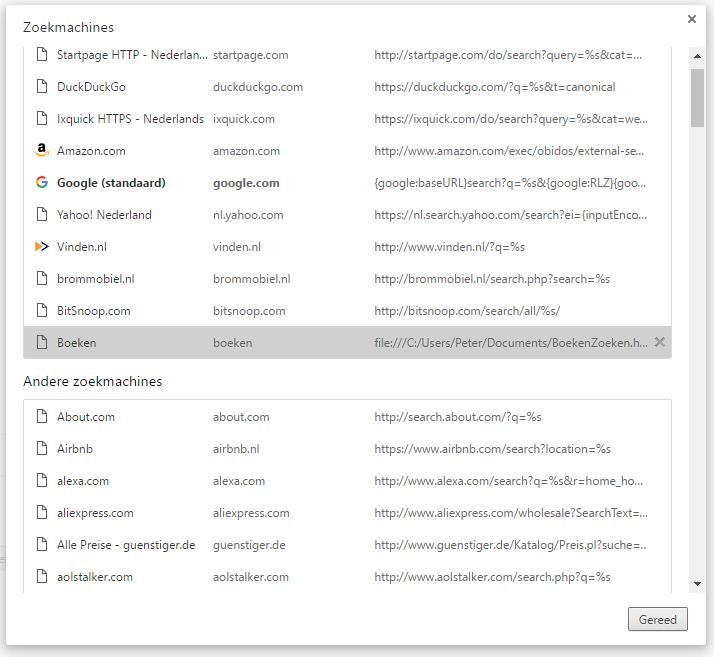 Zoekmachines
Startpage HTTP - Nederlan... startpage.com http://startpage.com/do/search?query=%s&cat=...
DuckDuckGo duckduckgo.com https://duckduckgo.com/?q=%s&t=canonical
Ixquick HTTPS - Nederlands ixquick.com https://ixquick.com/do/search?query=%s&cat=we...
Amazon.com amazon.com http://www.amazon.com/exec/obidos/external-se...
Google (standaard) google.com {google:baseURL}search?q=%s&{google:RLZ}{goo...
Yahoo! Nederland nl.yahoo.com https://nl.search.yahoo.com/search?ei={inputEnco...
Vinden.nl vinden.nl http://www.vinden.nl/?q=%s
brommobiel.nl brommobiel.nl http://brommobiel.nl/search.php?search=%s
BitSnoop.com bitsnoop.com http://bitsnoop.com/search/all/%s/
Boeken boeken file:///C:/Users/Peter/Documents/BoekenZoeken.h...
Andere zoekmachines
About.com about.com http://search.about.com/?q=%s
Airbnb airbnb.nl https://www.airbnb.com/search?location=%s
alexa.com alexa.com http://www.alexa.com/search?q=%s&r=home_ho...
aliexpress.com aliexpress.com http://www.aliexpress.com/wholesale?SearchText=...
Alle Preise - guenstiger.de guenstiger.de http://www.guenstiger.de/Katalog/Preis.pl?suche=...
aolstalker.com aolstalker.com http://aolstalker.com/search.php?q=%s
Gereed